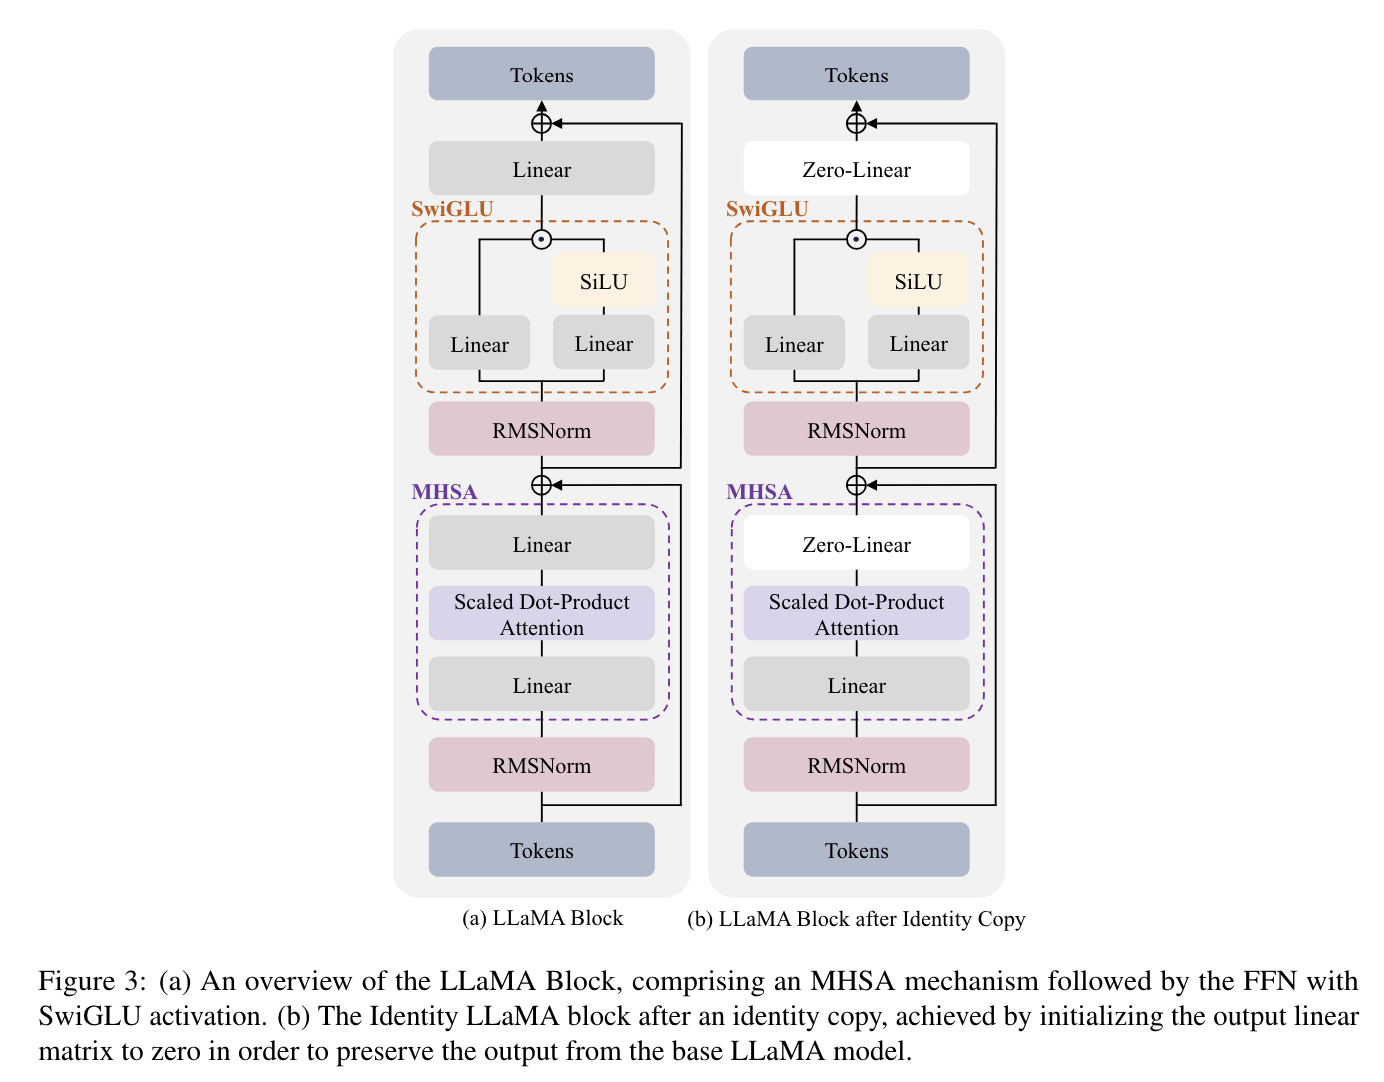 Tokens
Linear
SwiGLU
SiLU
Linear
Linear
RMSNorm
MHSA
Linear
Scaled Dot-Product
Attention
Linear
RMSNorm
Tokens
(a) LLaMA Block
Tokens
Zero-Linear
SwiGLU
SiLU
Linear
Linear
RMSNorm
MHSA
Zero-Linear
Scaled Dot-Product
Attention
Linear
RMSNorm
Tokens
(b) LLaMA Block after Identity Copy
Figure 3: (a) An overview of the LLaMA Block, comprising an MHSA mechanism followed by the FFN with
SwiGLU activation. (b) The Identity LLaMA block after an identity copy, achieved by initializing the output linear
matrix to zero in order to preserve the output from the base LLaMA model.